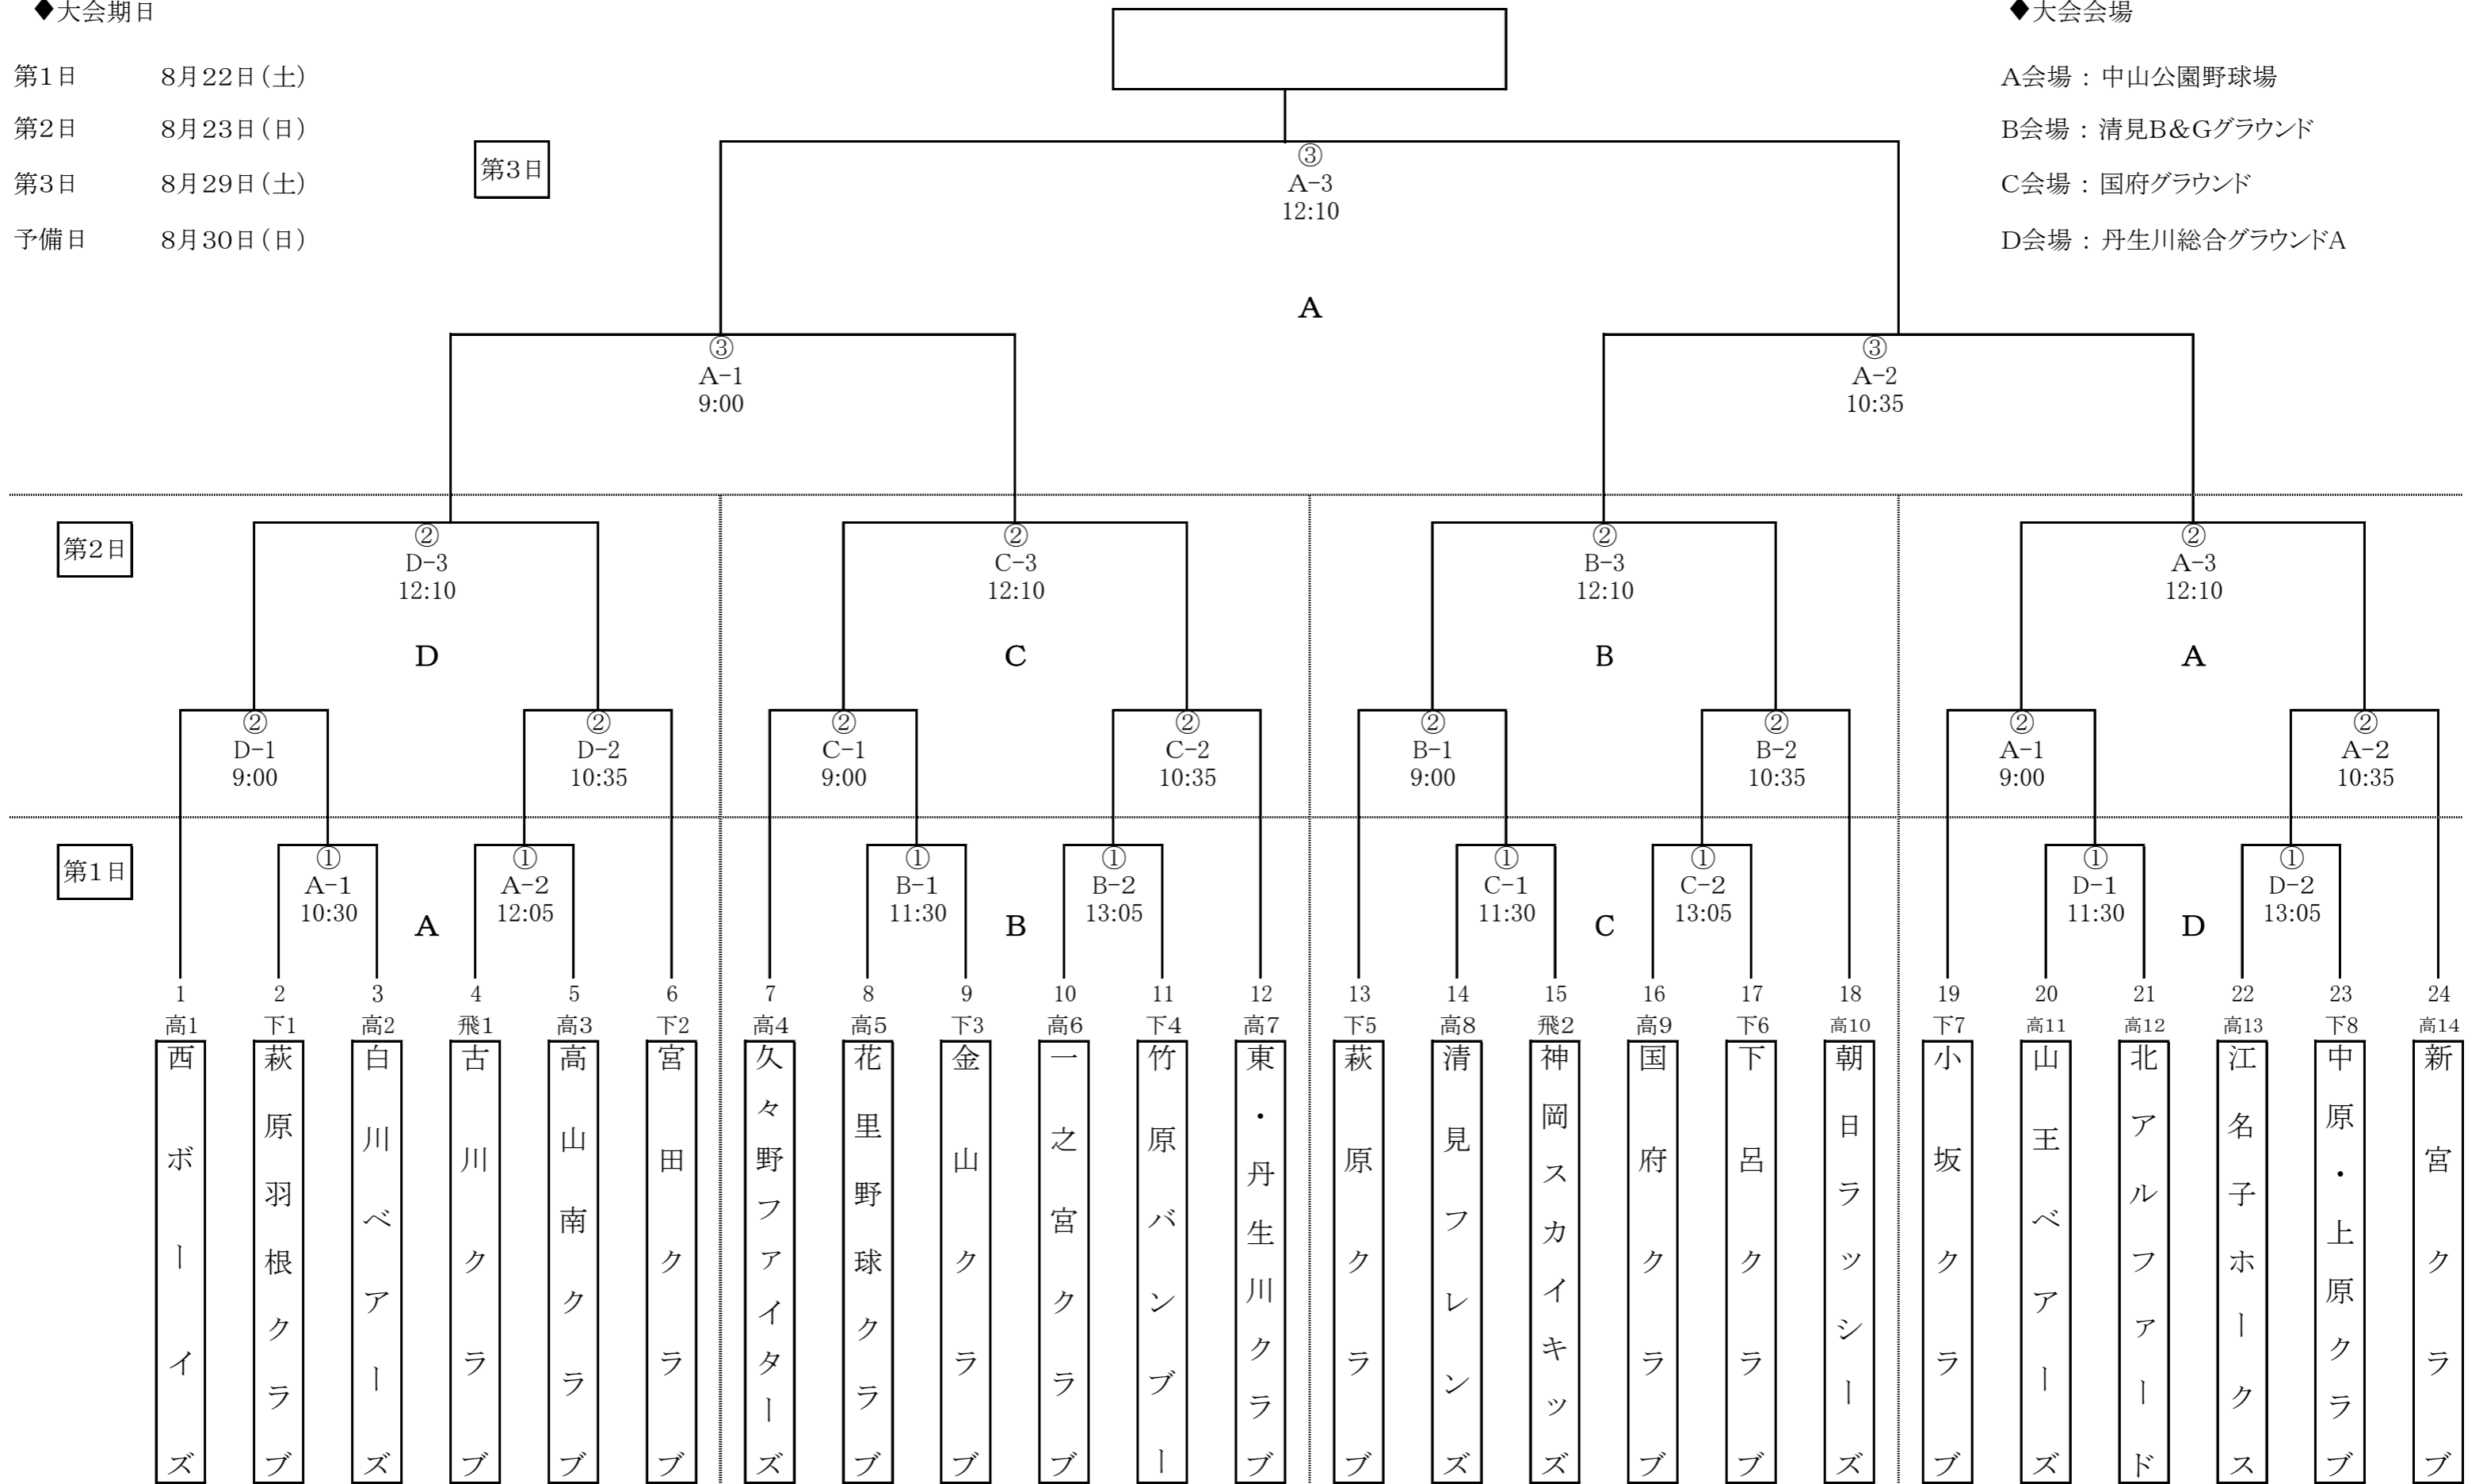 ◆大会期日
第1日 8月22日(土)
第2日 8月23日(日)
第3日 8月29日(土)
予備日 8月30日(日)
◆大会会場
A会場 : 中山公園野球場
B会場 : 清見B&Gグラウンド
C会場 : 国府グラウンド
D会場 : 丹生川総合グラウンドA
第3日
③
A-3
12:10
A
③
A-1
9:00
③
A-2
10:35
第2日
②
D-3
12:10
D
②
C-3
12:10
C
②
B-3
12:10
B
②
A-3
12:10
A
②
D-1
9:00
②
D-2
10:35
②
C-1
9:00
②
C-2
10:35
②
B-1
9:00
②
B-2
10:35
②
A-1
9:00
②
A-2
10:35
第1日
①
A-1
10:30
A
①
A-2
12:05
①
B-1
11:30
B
①
B-2
13:05
①
C-1
11:30
C
①
C-2
13:05
①
D-1
11:30
D
①
D-2
13:05
1 2 3 4 5 6 7 8 9 10 11 12 13 14 15 16 17 18 19 20 21 22 23 24
高1 下1 高2 飛1 高3 下2 高4 高5 下3 高6 下4 高7 下5 高8 飛2 高9 下6 高10 下7 高11 高12 高13 下8 高14
西ボーイズ
萩原羽根クラブ
白川ベアーズ
古川クラブ
高山南クラブ
宮田クラブ
久々野ファイターズ
花里野球クラブ
金山クラブ
一之宮クラブ
竹原バンブー
東・丹生川クラブ
萩原クラブ
清見フレンズ
神岡スカイキッズ
国府クラブ
下呂クラブ
朝日ラッシーズ
小坂クラブ
山王ベアーズ
北アルファード
江名子ホークス
中原・上原クラブ
新宮クラブ